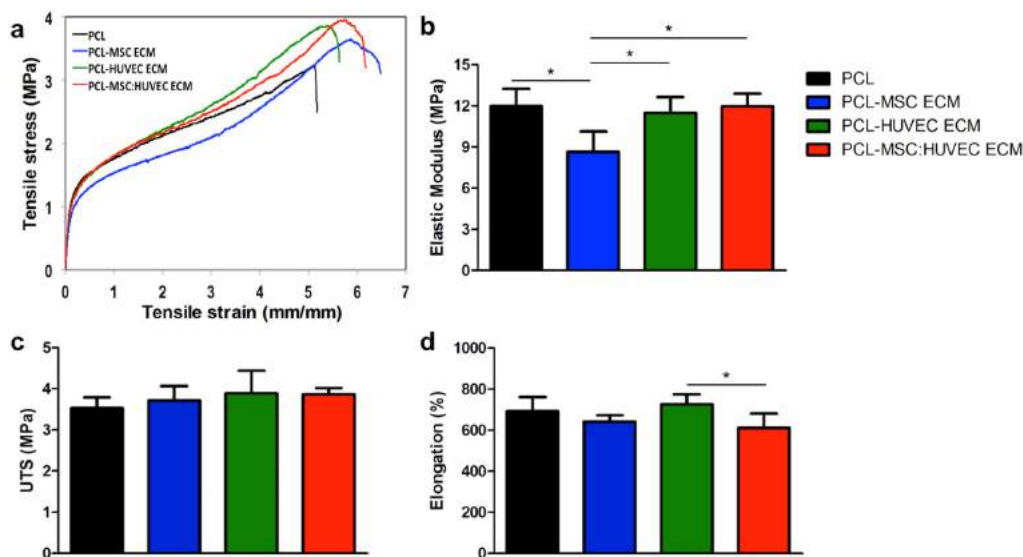 a
Tensile stress (MPa)
4
3
2
1
0
PCL
PCL-MSC ECM
PCL-HUVEC ECM
PCL-MSC:HUVEC ECM
0 1 2 3 4 5 6 7
Tensile strain (mm/mm)
b
Elastic Modulus (MPa)
15
12
9
6
3
0
*
*
*
PCL
PCL-MSC ECM
PCL-HUVEC ECM
PCL-MSC:HUVEC ECM
c
UTS (MPa)
5
4
3
2
1
0
d
Elongation (%)
1000
800
600
400
200
0
*